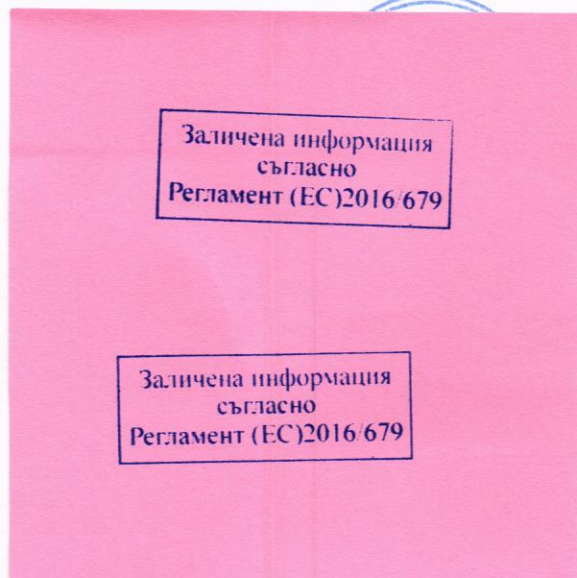 Заличена информация
съгласно
Регламент (ЕС)2016/679
Заличена информация
съгласно
Регламент (ЕС)2016/679